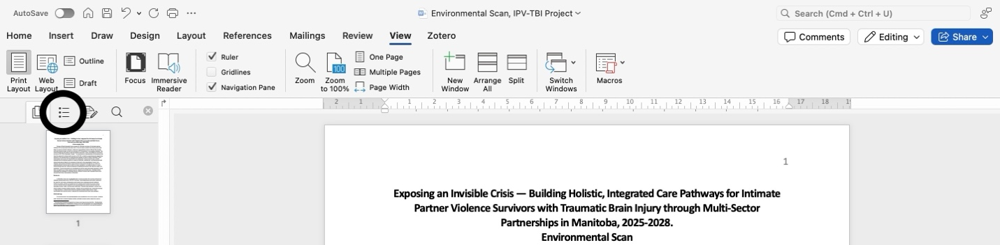 AutoSave
Environmental Scan, IPV-TBI Project
Search (Cmd + Ctrl + U)
Home Insert Draw Design Layout References Mailings Review View Zotero
Comments Editing Share
Print Layout
Web Layout
Outline
Draft
Focus
Immersive Reader
Ruler
Gridlines
Navigation Pane
Zoom
Zoom to 100%
100
One Page
Multiple Pages
Page Width
New Window
Arrange All
Split
Switch Windows
Macros
2 1 1 2 3 4 5 6 7 8 9 10 11 12 13 14 15 16 17 18 19
1
1
Exposing an Invisible Crisis — Building Holistic, Integrated Care Pathways for Intimate
Partner Violence Survivors with Traumatic Brain Injury through Multi-Sector
Partnerships in Manitoba, 2025-2028.
Environmental Scan